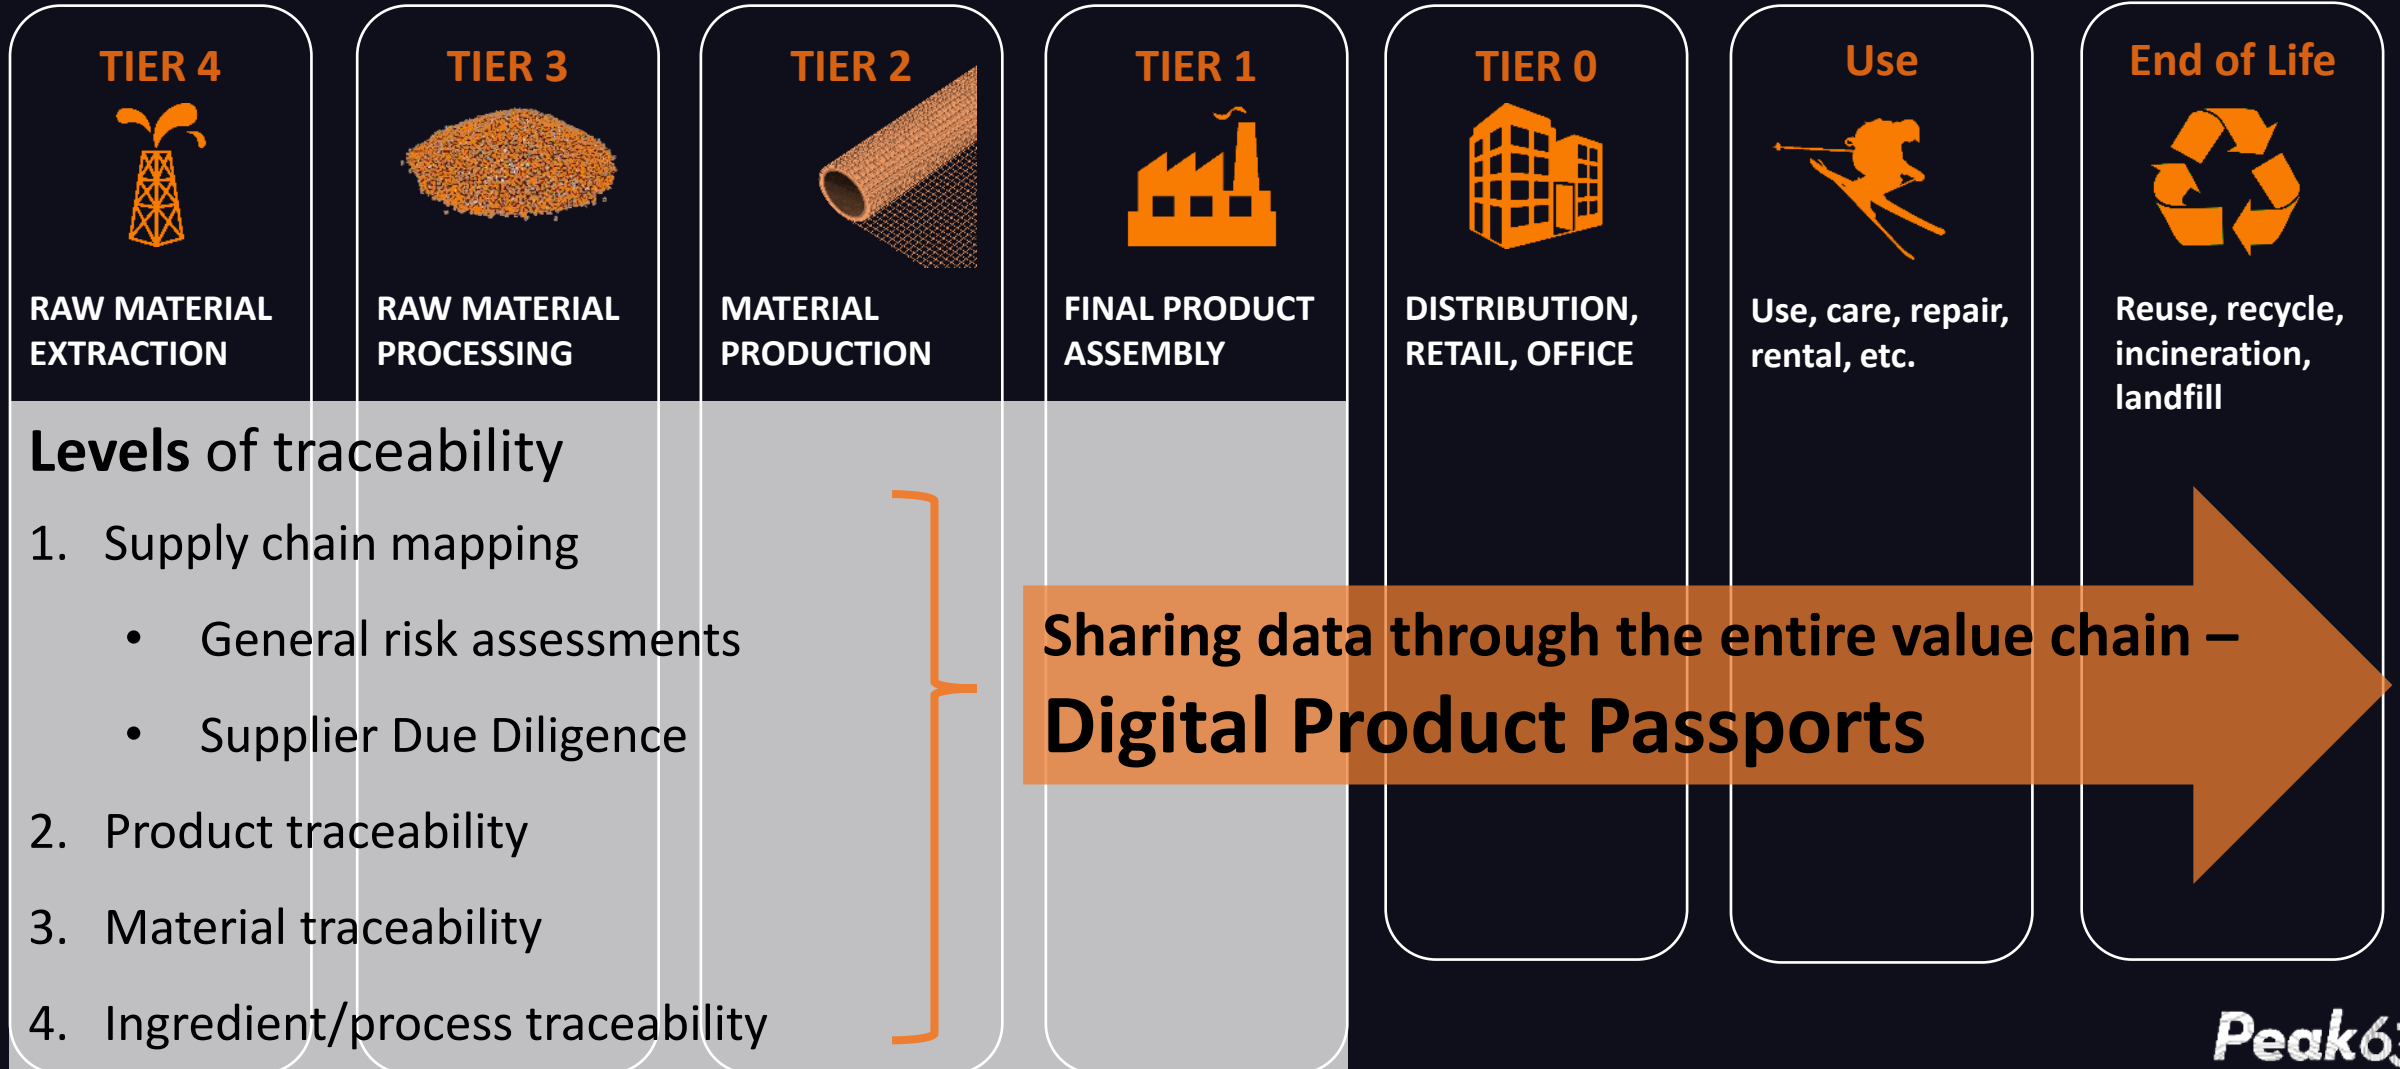 TIER 4
RAW MATERIAL
EXTRACTION
TIER 3
RAW MATERIAL
PROCESSING
TIER 2
MATERIAL
PRODUCTION
TIER 1
FINAL PRODUCT
ASSEMBLY
TIER 0
DISTRIBUTION,
RETAIL, OFFICE
Use
Use, care, repair,
rental, etc.
End of Life
Reuse, recycle,
incineration,
landfill
Levels of traceability
1. Supply chain mapping
• General risk assessments
• Supplier Due Diligence
2. Product traceability
3. Material traceability
4. Ingredient/process traceability
Sharing data through the entire value chain –
Digital Product Passports
Peak63